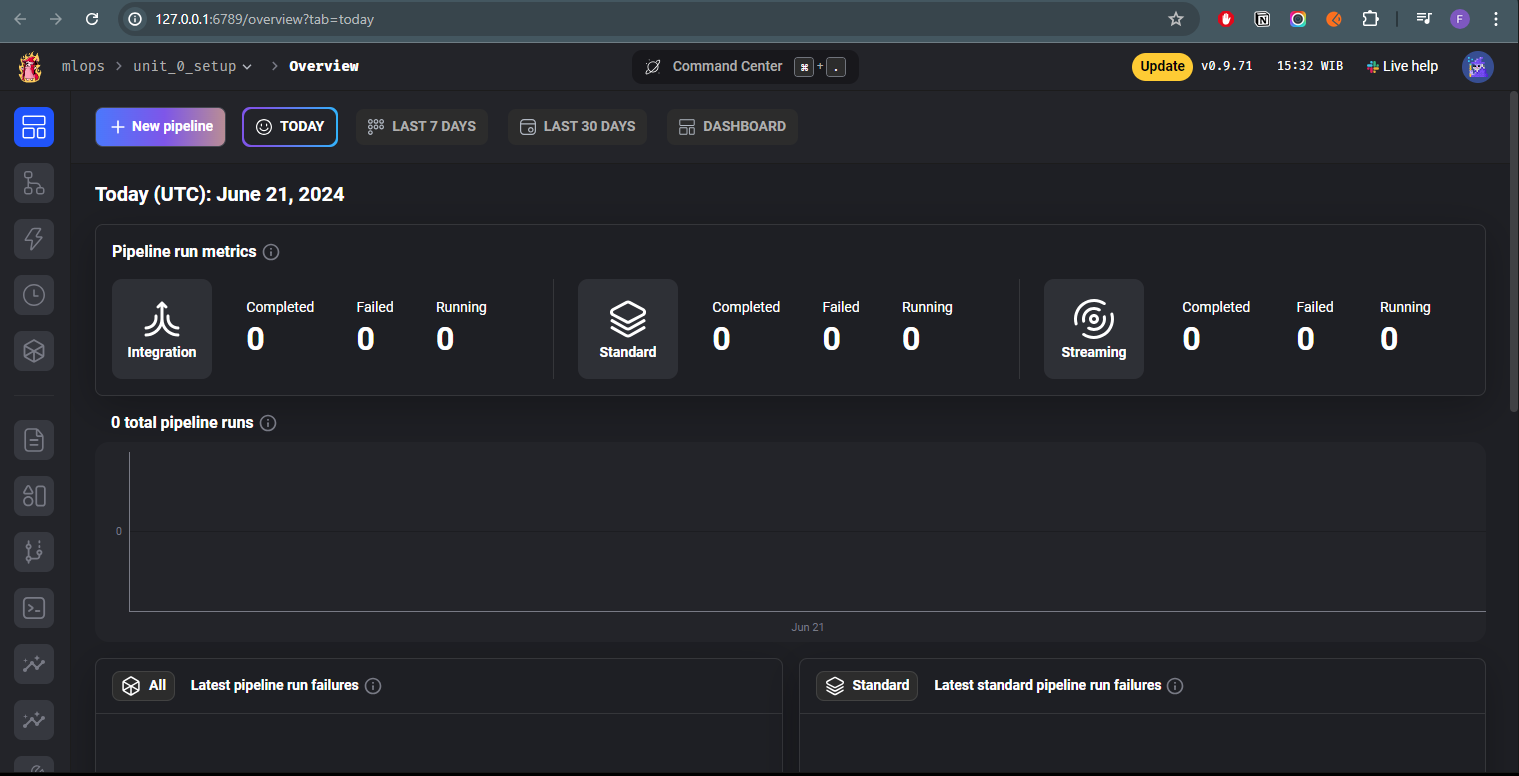 127.0.0.1:6789/overview?tab=today
F
mlops > unit_0_setup > Overview
Command Center ⌘ + .
Update v0.9.71 15:32 WIB Live help
+ New pipeline TODAY LAST 7 DAYS LAST 30 DAYS DASHBOARD
Today (UTC): June 21, 2024
Pipeline run metrics
Integration
Completed Failed Running
0 0 0
Standard
Completed Failed Running
0 0 0
Streaming
Completed Failed Running
0 0 0
0 total pipeline runs
0
Jun 21
All Latest pipeline run failures
Standard Latest standard pipeline run failures